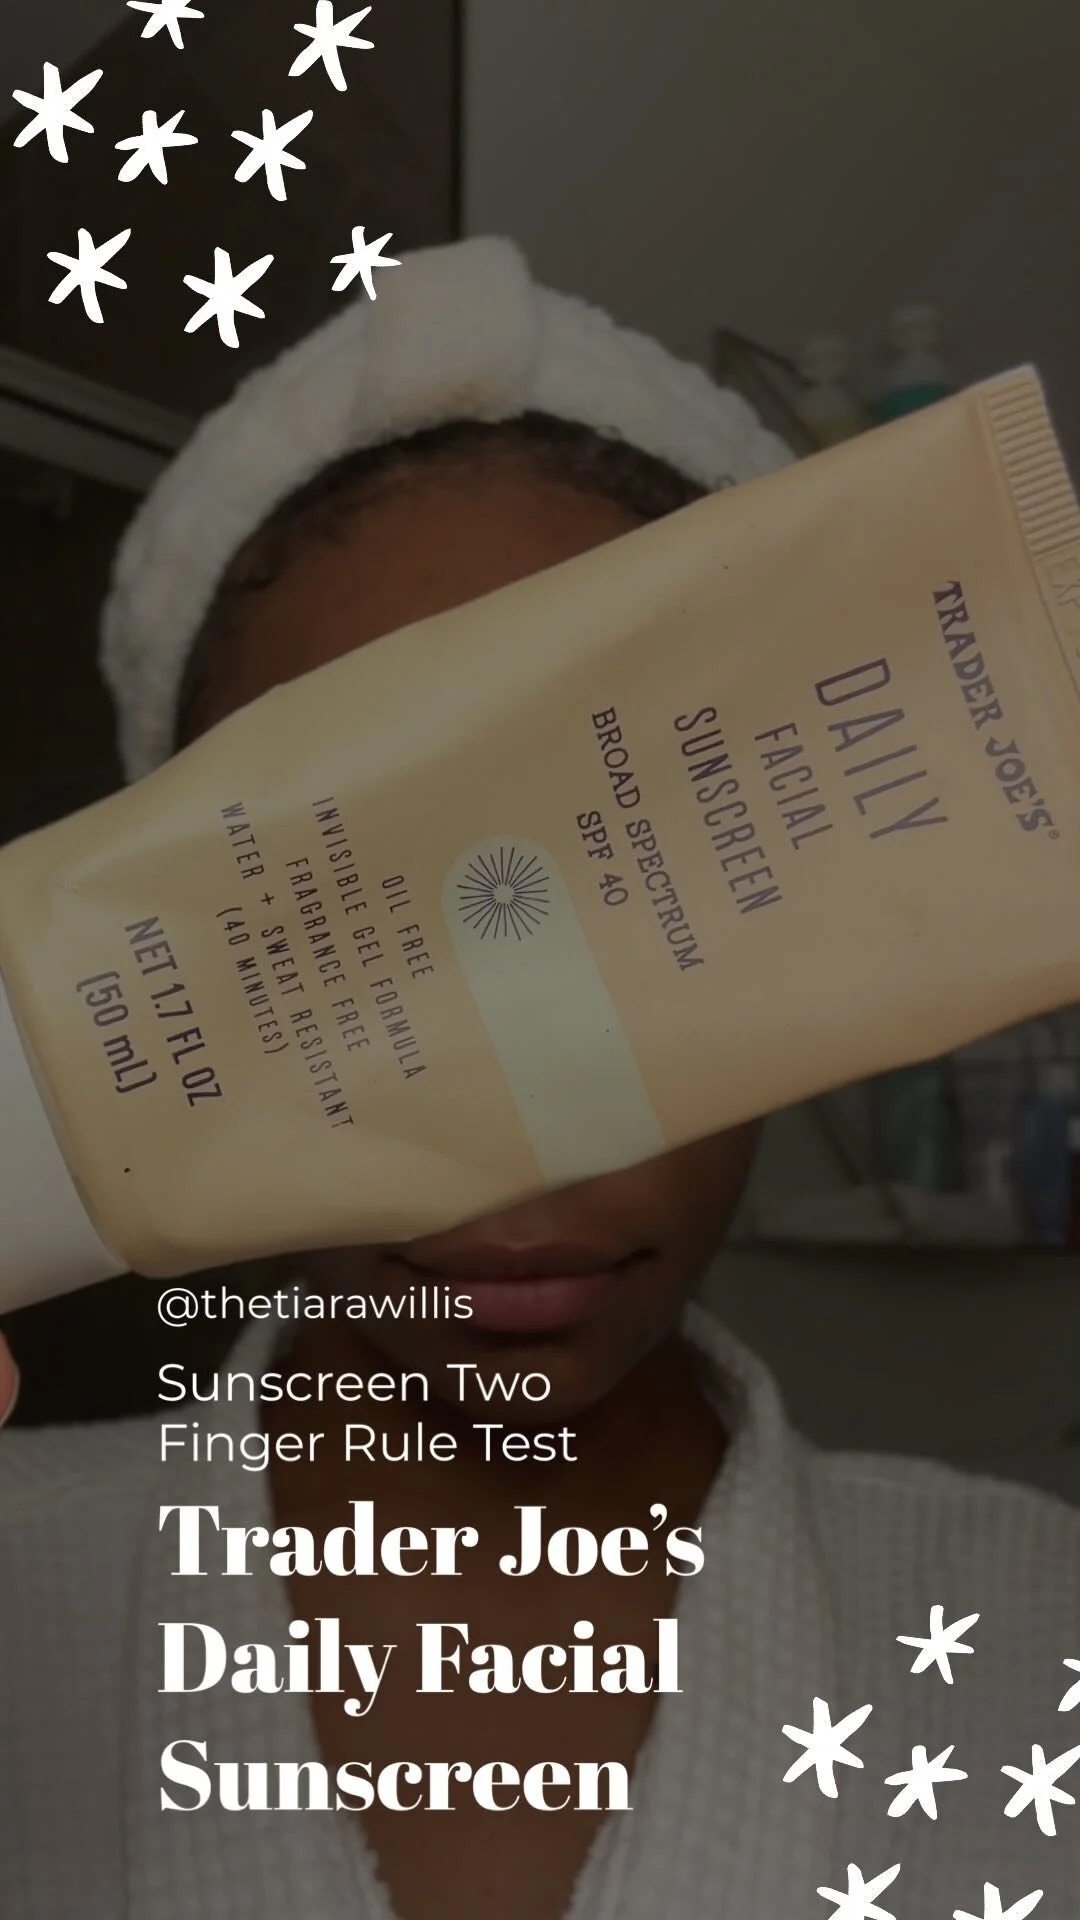 TRADER JOE'S®
DAILY
FACIAL
SUNSCREEN
BROAD SPECTRUM
SPF 40
OIL FREE
INVISIBLE GEL FORMULA
FRAGRANCE FREE
WATER + SWEAT RESISTANT
(40 MINUTES)
NET 1.7 FL OZ
(50 mL)
EXP
@thetiarawillis
Sunscreen Two
Finger Rule Test
Trader Joe’s
Daily Facial
Sunscreen